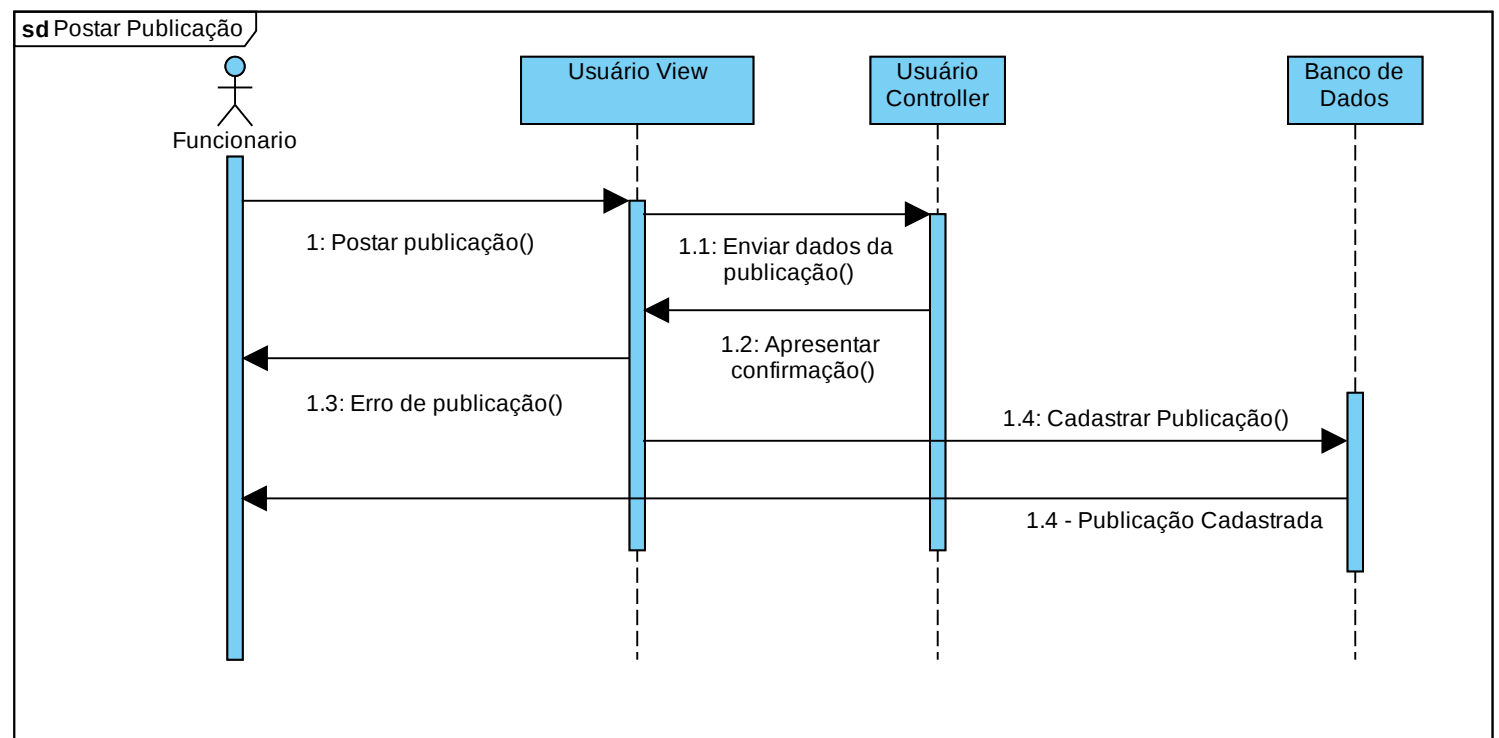 sd Postar Publicação
Usuário View
Usuário
Controller
Banco de
Dados
Funcionario
1: Postar publicação()
1.1: Enviar dados da
publicação()
1.2: Apresentar
confirmação()
1.3: Erro de publicação()
1.4: Cadastrar Publicação()
1.4 - Publicação Cadastrada